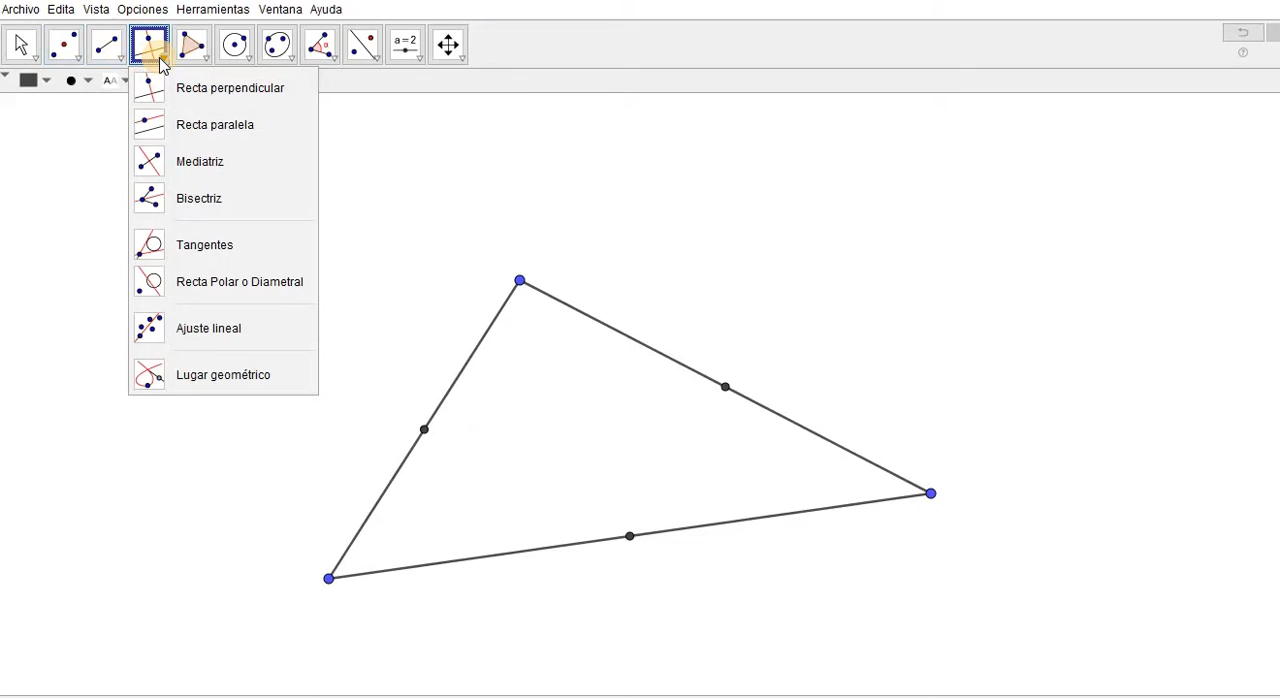 Archivo Edita Vista Opciones Herramientas Ventana Ayuda
α a=2
AA
Recta perpendicular
Recta paralela
Mediatriz
Bisectriz
Tangentes
Recta Polar o Diametral
Ajuste lineal
Lugar geométrico